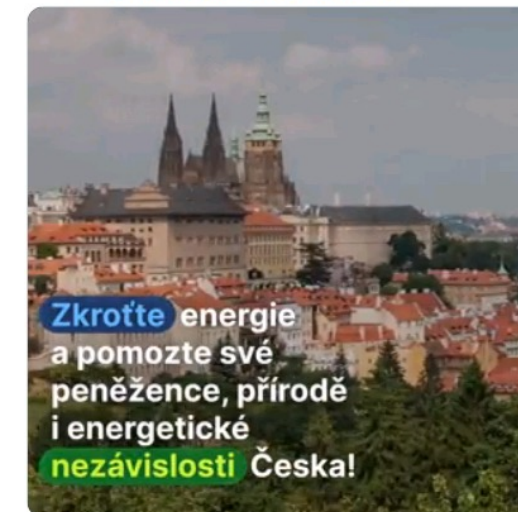 Zkroťte energie
a pomozte své
peněžence, přírodě
i energetické
nezávislosti Česka!